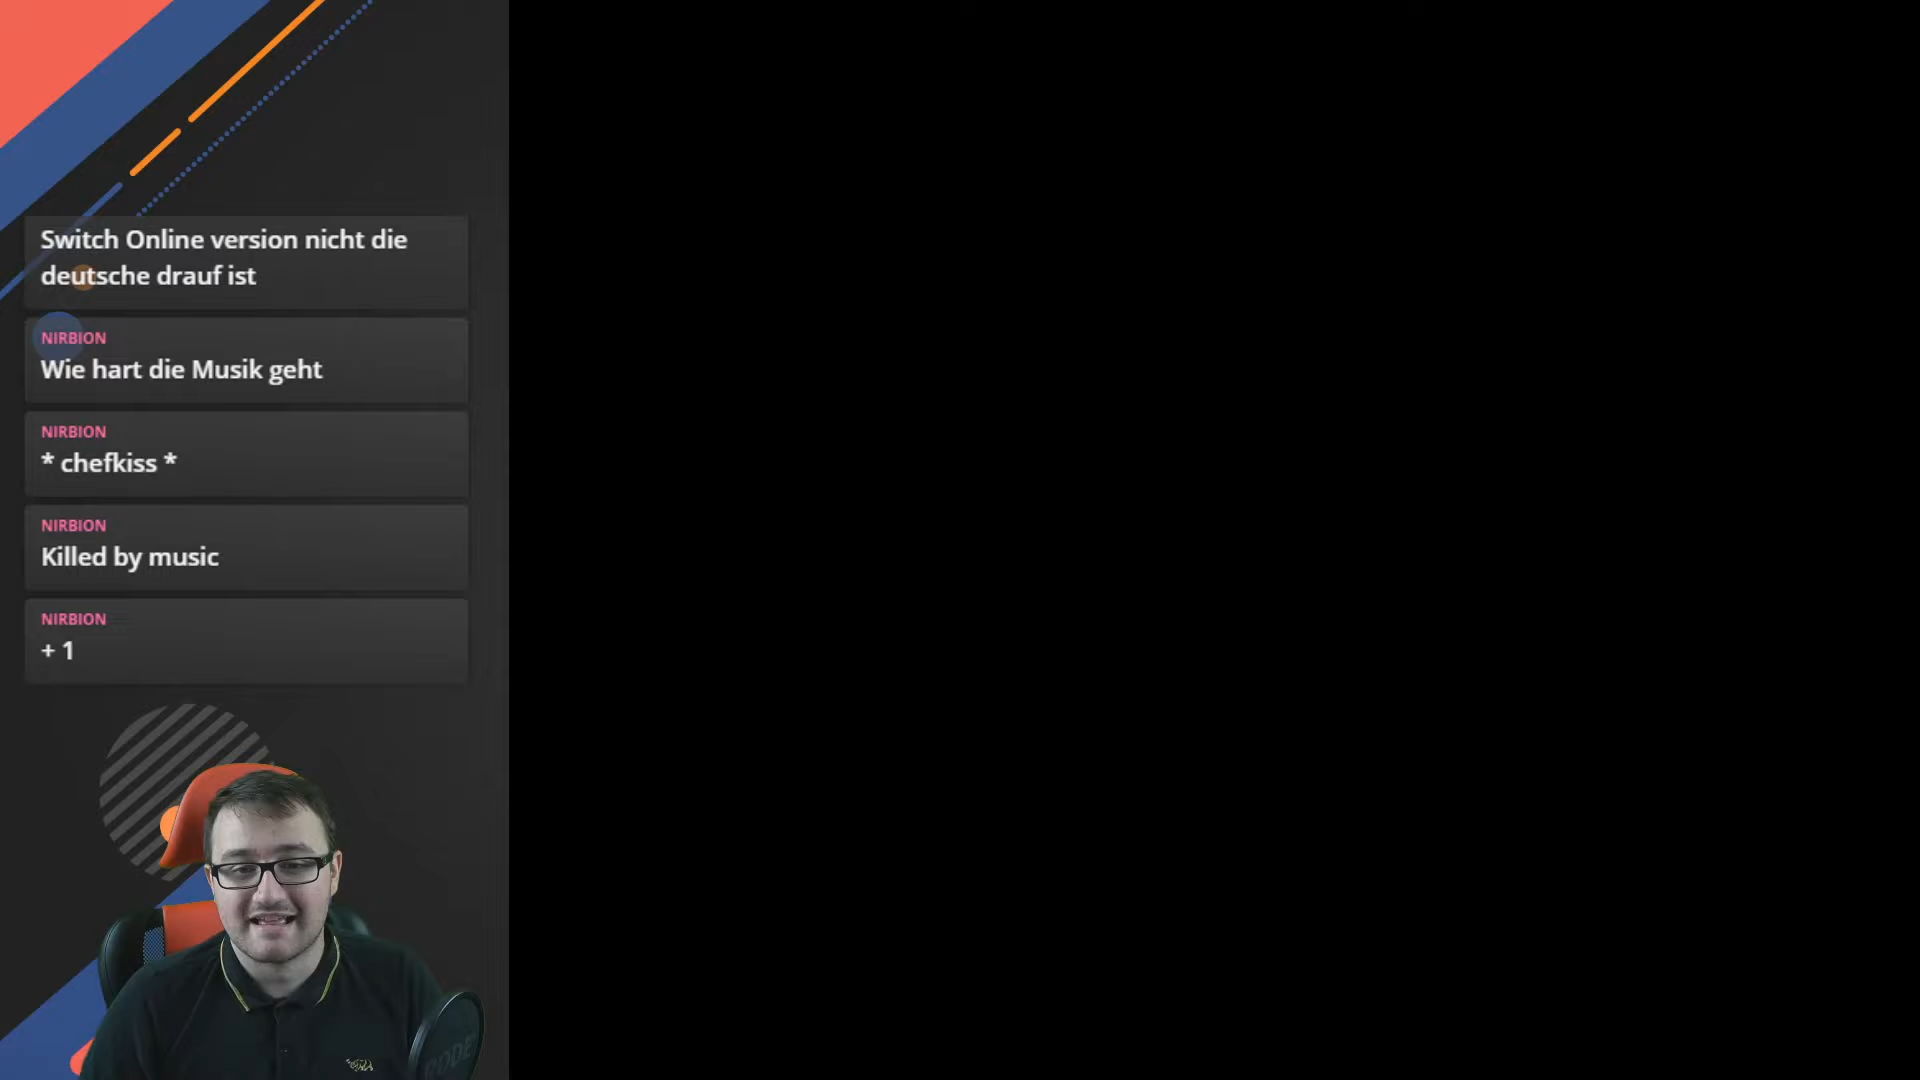 Switch Online version nicht die
deutsche drauf ist
NIRBION
Wie hart die Musik geht
NIRBION
* chefkiss *
NIRBION
Killed by music
NIRBION
+ 1
RODE